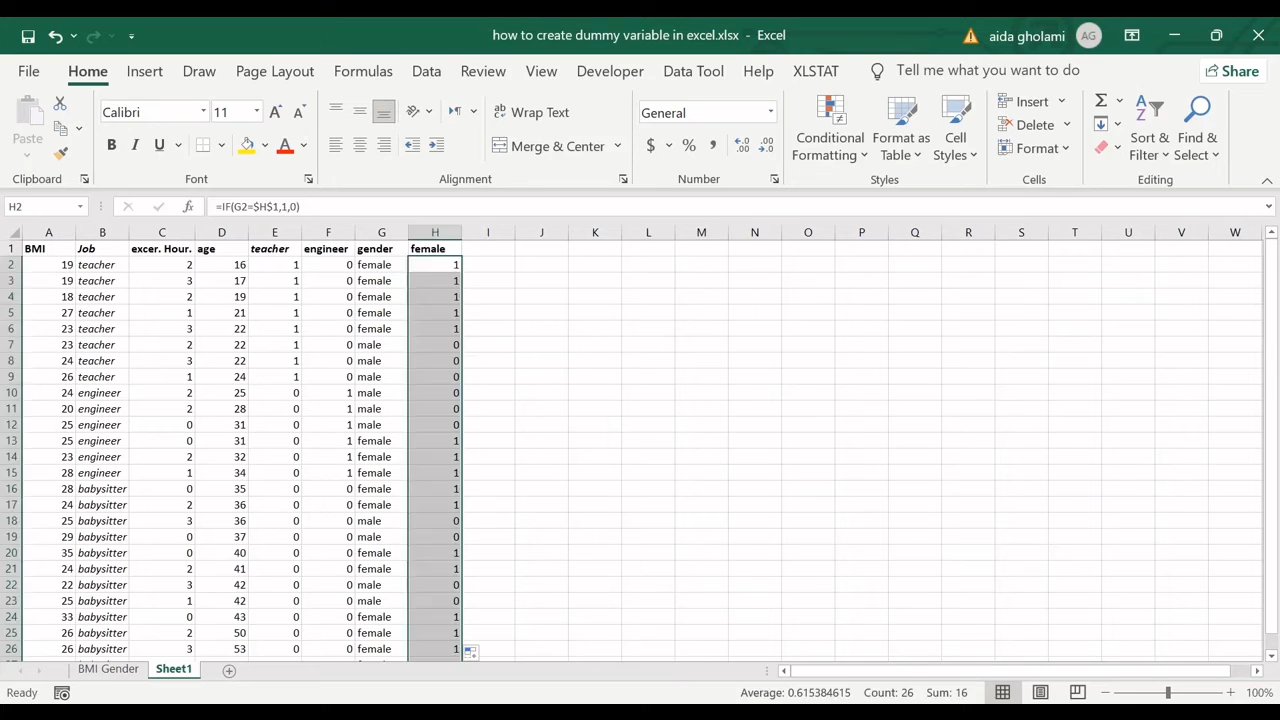 how to create dummy variable in excel.xlsx - Excel aida gholami AG
File Home Insert Draw Page Layout Formulas Data Review View Developer Data Tool Help XLSTAT Tell me what you want to do Share
Paste Calibri 11 Wrap Text General Conditional Formatting Format as Table Cell Styles Insert Sort & Filter Find & Select
B I U A Merge & Center $ % Delete
Format
Clipboard Font Alignment Number Styles Cells Editing
H2 fx =IF(G2=$H$1,1,0)
A B C D E F G H I J K L M N O P Q R S T U V W
1 BMI Job excer. Hour. age teacher engineer gender female
2 19 teacher 2 16 1 0 female 1
3 19 teacher 3 17 1 0 female 1
4 18 teacher 2 19 1 0 female 1
5 27 teacher 1 21 1 0 female 1
6 23 teacher 3 22 1 0 female 1
7 23 teacher 2 22 1 0 male 0
8 24 teacher 3 22 1 0 male 0
9 26 teacher 1 24 1 0 male 0
10 24 engineer 2 25 0 1 male 0
11 20 engineer 2 28 0 1 male 0
12 25 engineer 0 31 0 1 male 0
13 25 engineer 0 31 0 1 female 1
14 23 engineer 2 32 0 1 female 1
15 28 engineer 1 34 0 1 female 1
16 28 babysitter 0 35 0 0 female 1
17 24 babysitter 2 36 0 0 female 1
18 25 babysitter 3 36 0 0 male 0
19 29 babysitter 0 37 0 0 male 0
20 35 babysitter 0 40 0 0 female 1
21 24 babysitter 2 41 0 0 female 1
22 22 babysitter 3 42 0 0 male 0
23 25 babysitter 1 42 0 0 male 0
24 33 babysitter 0 43 0 0 female 1
25 26 babysitter 2 50 0 0 female 1
26 26 babysitter 3 53 0 0 female 1
BMI Gender Sheet1
Ready Average: 0.615384615 Count: 26 Sum: 16 100%